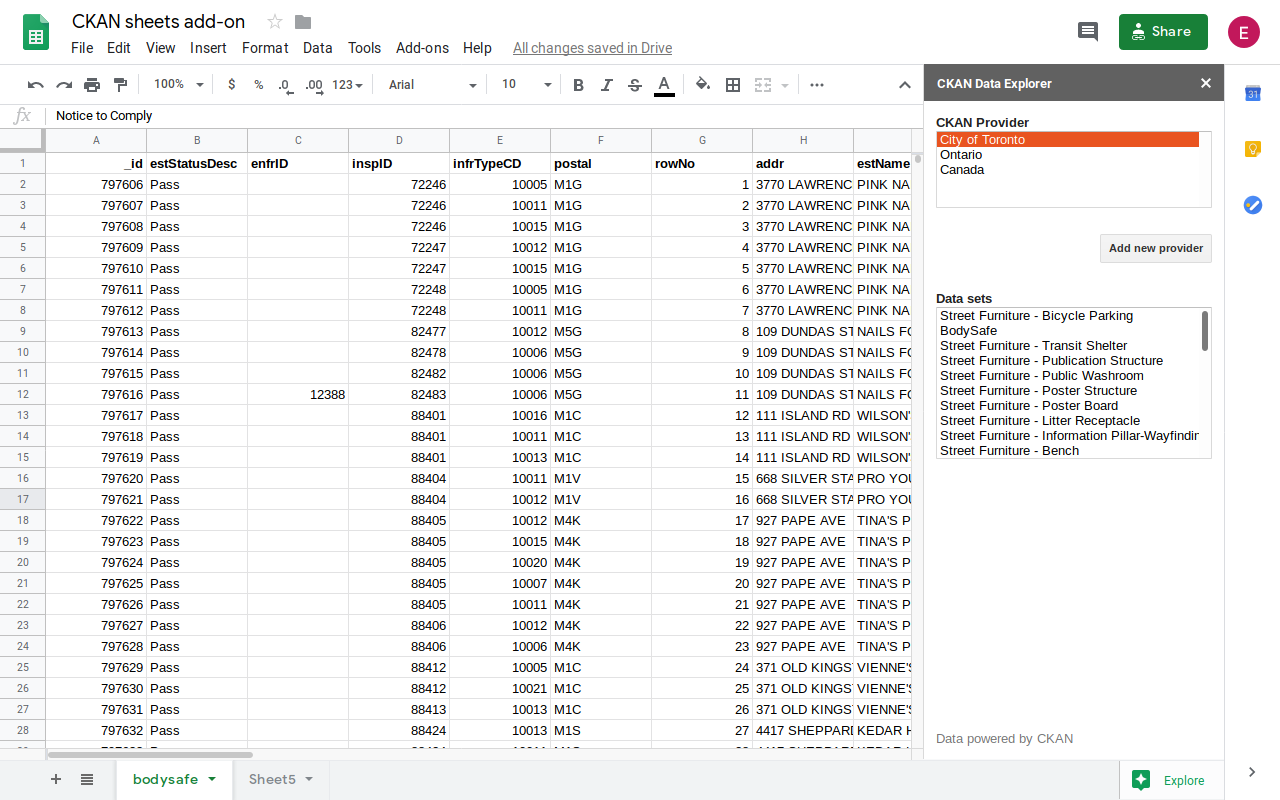 CKAN sheets add-on
File Edit View Insert Format Data Tools Add-ons Help All changes saved in Drive
Share
E
100% $ % .0 .00 123 Arial 10 B I S A
fx Notice to Comply
A B C D E F G H
1 _id estStatusDesc enfrID inspID infrTypeCD postal rowNo addr estName
2 797606 Pass 72246 10005 M1G 1 3770 LAWRENC PINK NA
3 797607 Pass 72246 10011 M1G 2 3770 LAWRENC PINK NA
4 797608 Pass 72246 10015 M1G 3 3770 LAWRENC PINK NA
5 797609 Pass 72247 10012 M1G 4 3770 LAWRENC PINK NA
6 797610 Pass 72247 10015 M1G 5 3770 LAWRENC PINK NA
7 797611 Pass 72248 10005 M1G 6 3770 LAWRENC PINK NA
8 797612 Pass 72248 10011 M1G 7 3770 LAWRENC PINK NA
9 797613 Pass 82477 10012 M5G 8 109 DUNDAS ST NAILS FO
10 797614 Pass 82478 10006 M5G 9 109 DUNDAS ST NAILS FO
11 797615 Pass 82482 10006 M5G 10 109 DUNDAS ST NAILS FO
12 797616 Pass 12388 82483 10006 M5G 11 109 DUNDAS ST NAILS FO
13 797617 Pass 88401 10016 M1C 12 111 ISLAND RD WILSON'
14 797618 Pass 88401 10011 M1C 13 111 ISLAND RD WILSON'
15 797619 Pass 88401 10013 M1C 14 111 ISLAND RD WILSON'
16 797620 Pass 88404 10011 M1V 15 668 SILVER STA PRO YOU
17 797621 Pass 88404 10012 M1V 16 668 SILVER STA PRO YOU
18 797622 Pass 88405 10012 M4K 17 927 PAPE AVE TINA'S P
19 797623 Pass 88405 10015 M4K 18 927 PAPE AVE TINA'S P
20 797624 Pass 88405 10020 M4K 19 927 PAPE AVE TINA'S P
21 797625 Pass 88405 10007 M4K 20 927 PAPE AVE TINA'S P
22 797626 Pass 88405 10011 M4K 21 927 PAPE AVE TINA'S P
23 797627 Pass 88406 10012 M4K 22 927 PAPE AVE TINA'S P
24 797628 Pass 88406 10006 M4K 23 927 PAPE AVE TINA'S P
25 797629 Pass 88412 10005 M1C 24 371 OLD KINGS VIENNE'S
26 797630 Pass 88412 10021 M1C 25 371 OLD KINGS VIENNE'S
27 797631 Pass 88413 10013 M1C 26 371 OLD KINGS VIENNE'S
28 797632 Pass 88424 10013 M1S 27 4417 SHEPPARD KEDAR H
bodysafe Sheet5
CKAN Data Explorer
CKAN Provider
City of Toronto
Ontario
Canada
Add new provider
Data sets
Street Furniture - Bicycle Parking
BodySafe
Street Furniture - Transit Shelter
Street Furniture - Publication Structure
Street Furniture - Public Washroom
Street Furniture - Poster Structure
Street Furniture - Poster Board
Street Furniture - Litter Receptacle
Street Furniture - Information Pillar-Wayfindin
Street Furniture - Bench
Data powered by CKAN
Explore
31